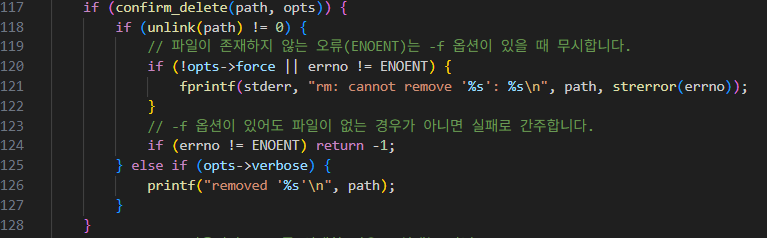 117 if (confirm_delete(path, opts)) {
118 if (unlink(path) != 0) {
119 // 파일이 존재하지 않는 오류(ENOENT)는 -f 옵션이 있을 때 무시합니다.
120 if (!opts->force || errno != ENOENT) {
121 fprintf(stderr, "rm: cannot remove '%s': %s\n", path, strerror(errno));
122 }
123 // -f 옵션이 있어도 파일이 없는 경우가 아니면 실패로 간주합니다.
124 if (errno != ENOENT) return -1;
125 } else if (opts->verbose) {
126 printf("removed '%s'\n", path);
127 }
128 }